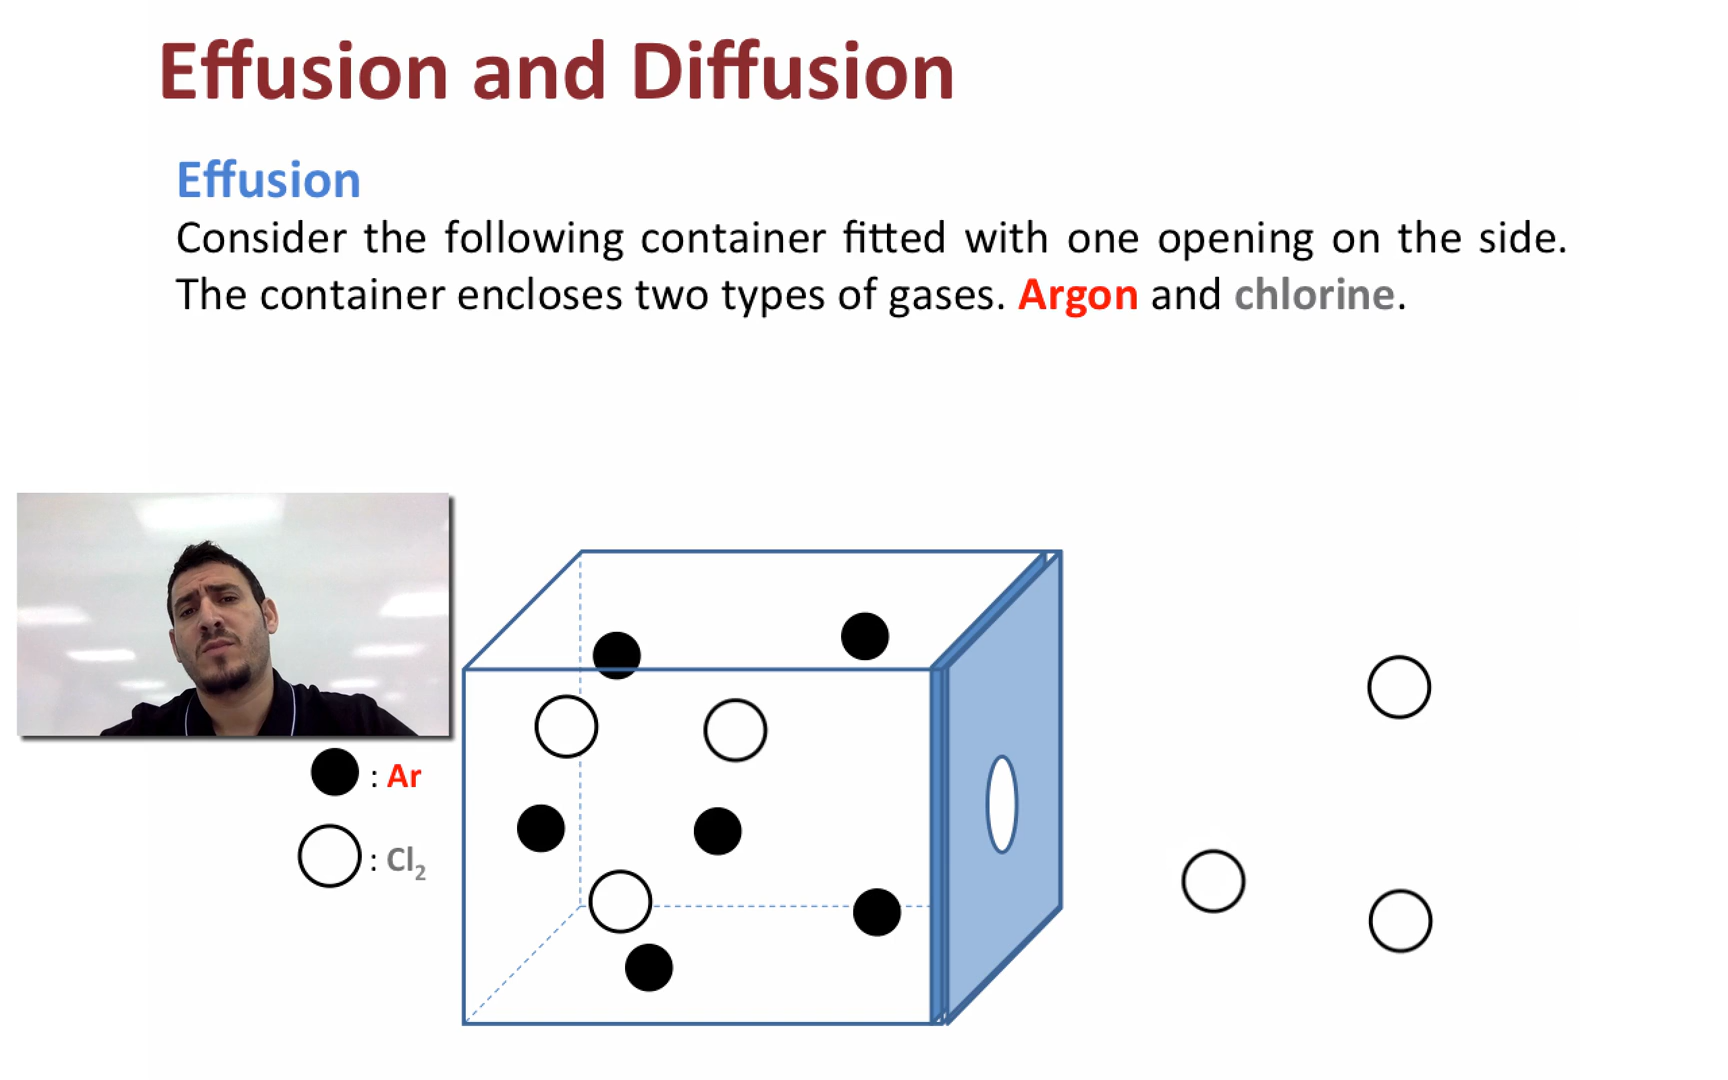 Effusion and Diffusion
Effusion
Consider the following container fitted with one opening on the side.
The container encloses two types of gases. Argon and chlorine.
: Ar
: Cl₂